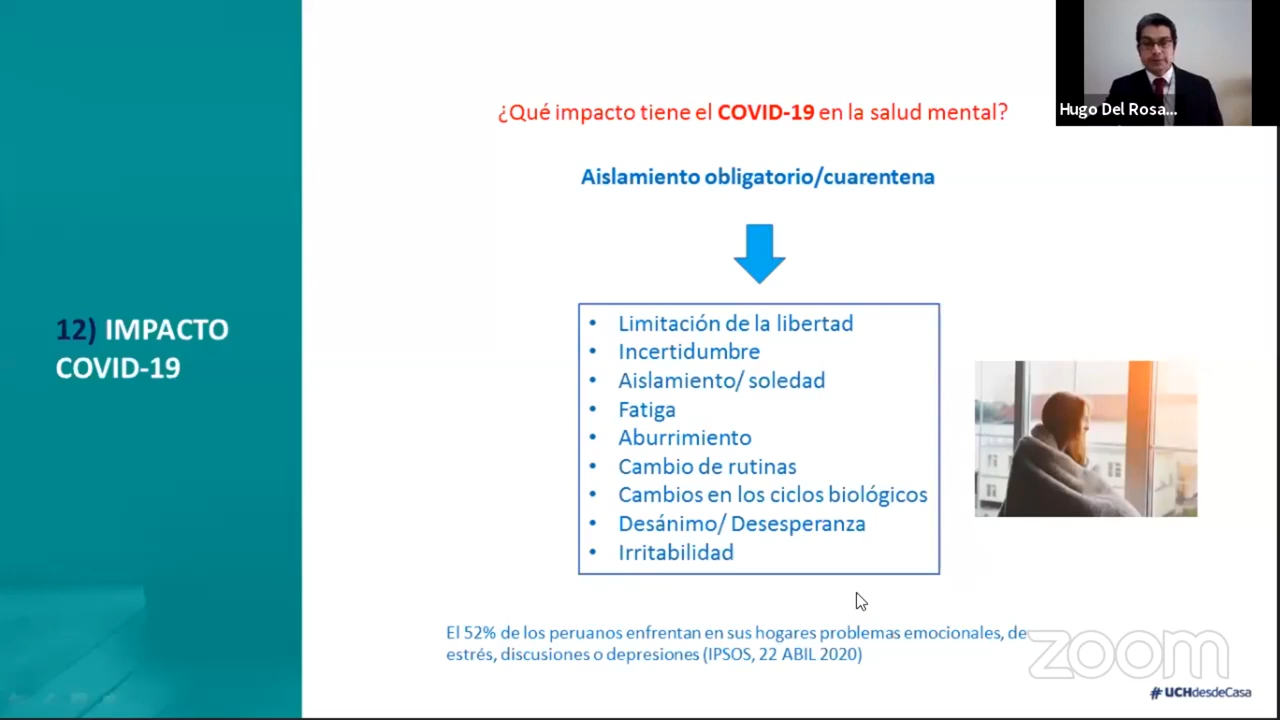 Hugo Del Rosa...
¿Qué impacto tiene el COVID-19 en la salud mental?
Aislamiento obligatorio/cuarentena
12) IMPACTO
COVID-19
• Limitación de la libertad
• Incertidumbre
• Aislamiento/ soledad
• Fatiga
• Aburrimiento
• Cambio de rutinas
• Cambios en los ciclos biológicos
• Desánimo/ Desesperanza
• Irritabilidad
El 52% de los peruanos enfrentan en sus hogares problemas emocionales, de
estrés, discusiones o depresiones (IPSOS, 22 ABIL 2020)
zoom
#UCHdesdeCasa